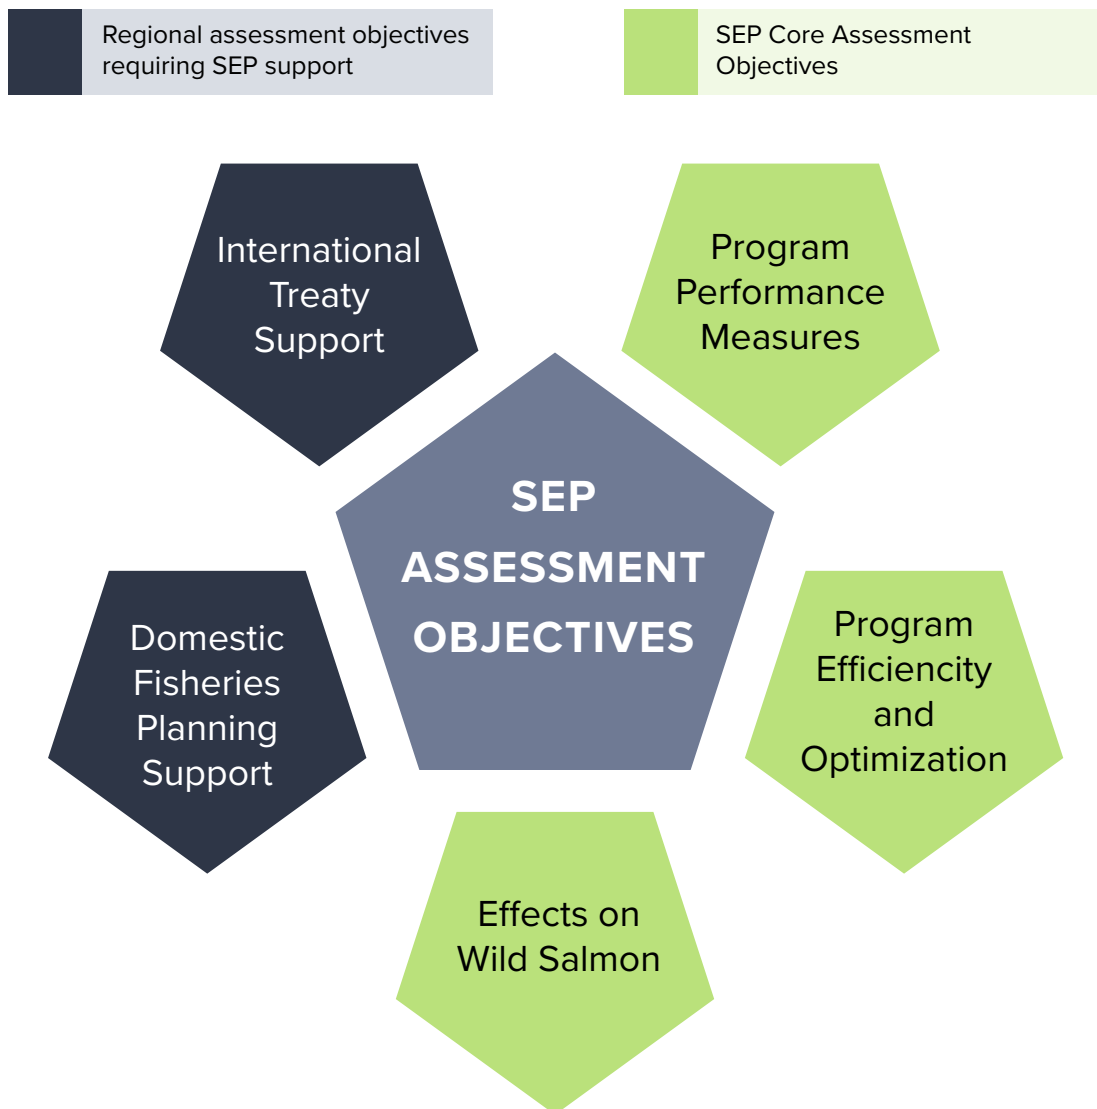 Regional assessment objectives
requiring SEP support
SEP Core Assessment
Objectives
International
Treaty
Support
Program
Performance
Measures
SEP
ASSESSMENT
OBJECTIVES
Domestic
Fisheries
Planning
Support
Program
Efficiencity
and
Optimization
Effects on
Wild Salmon